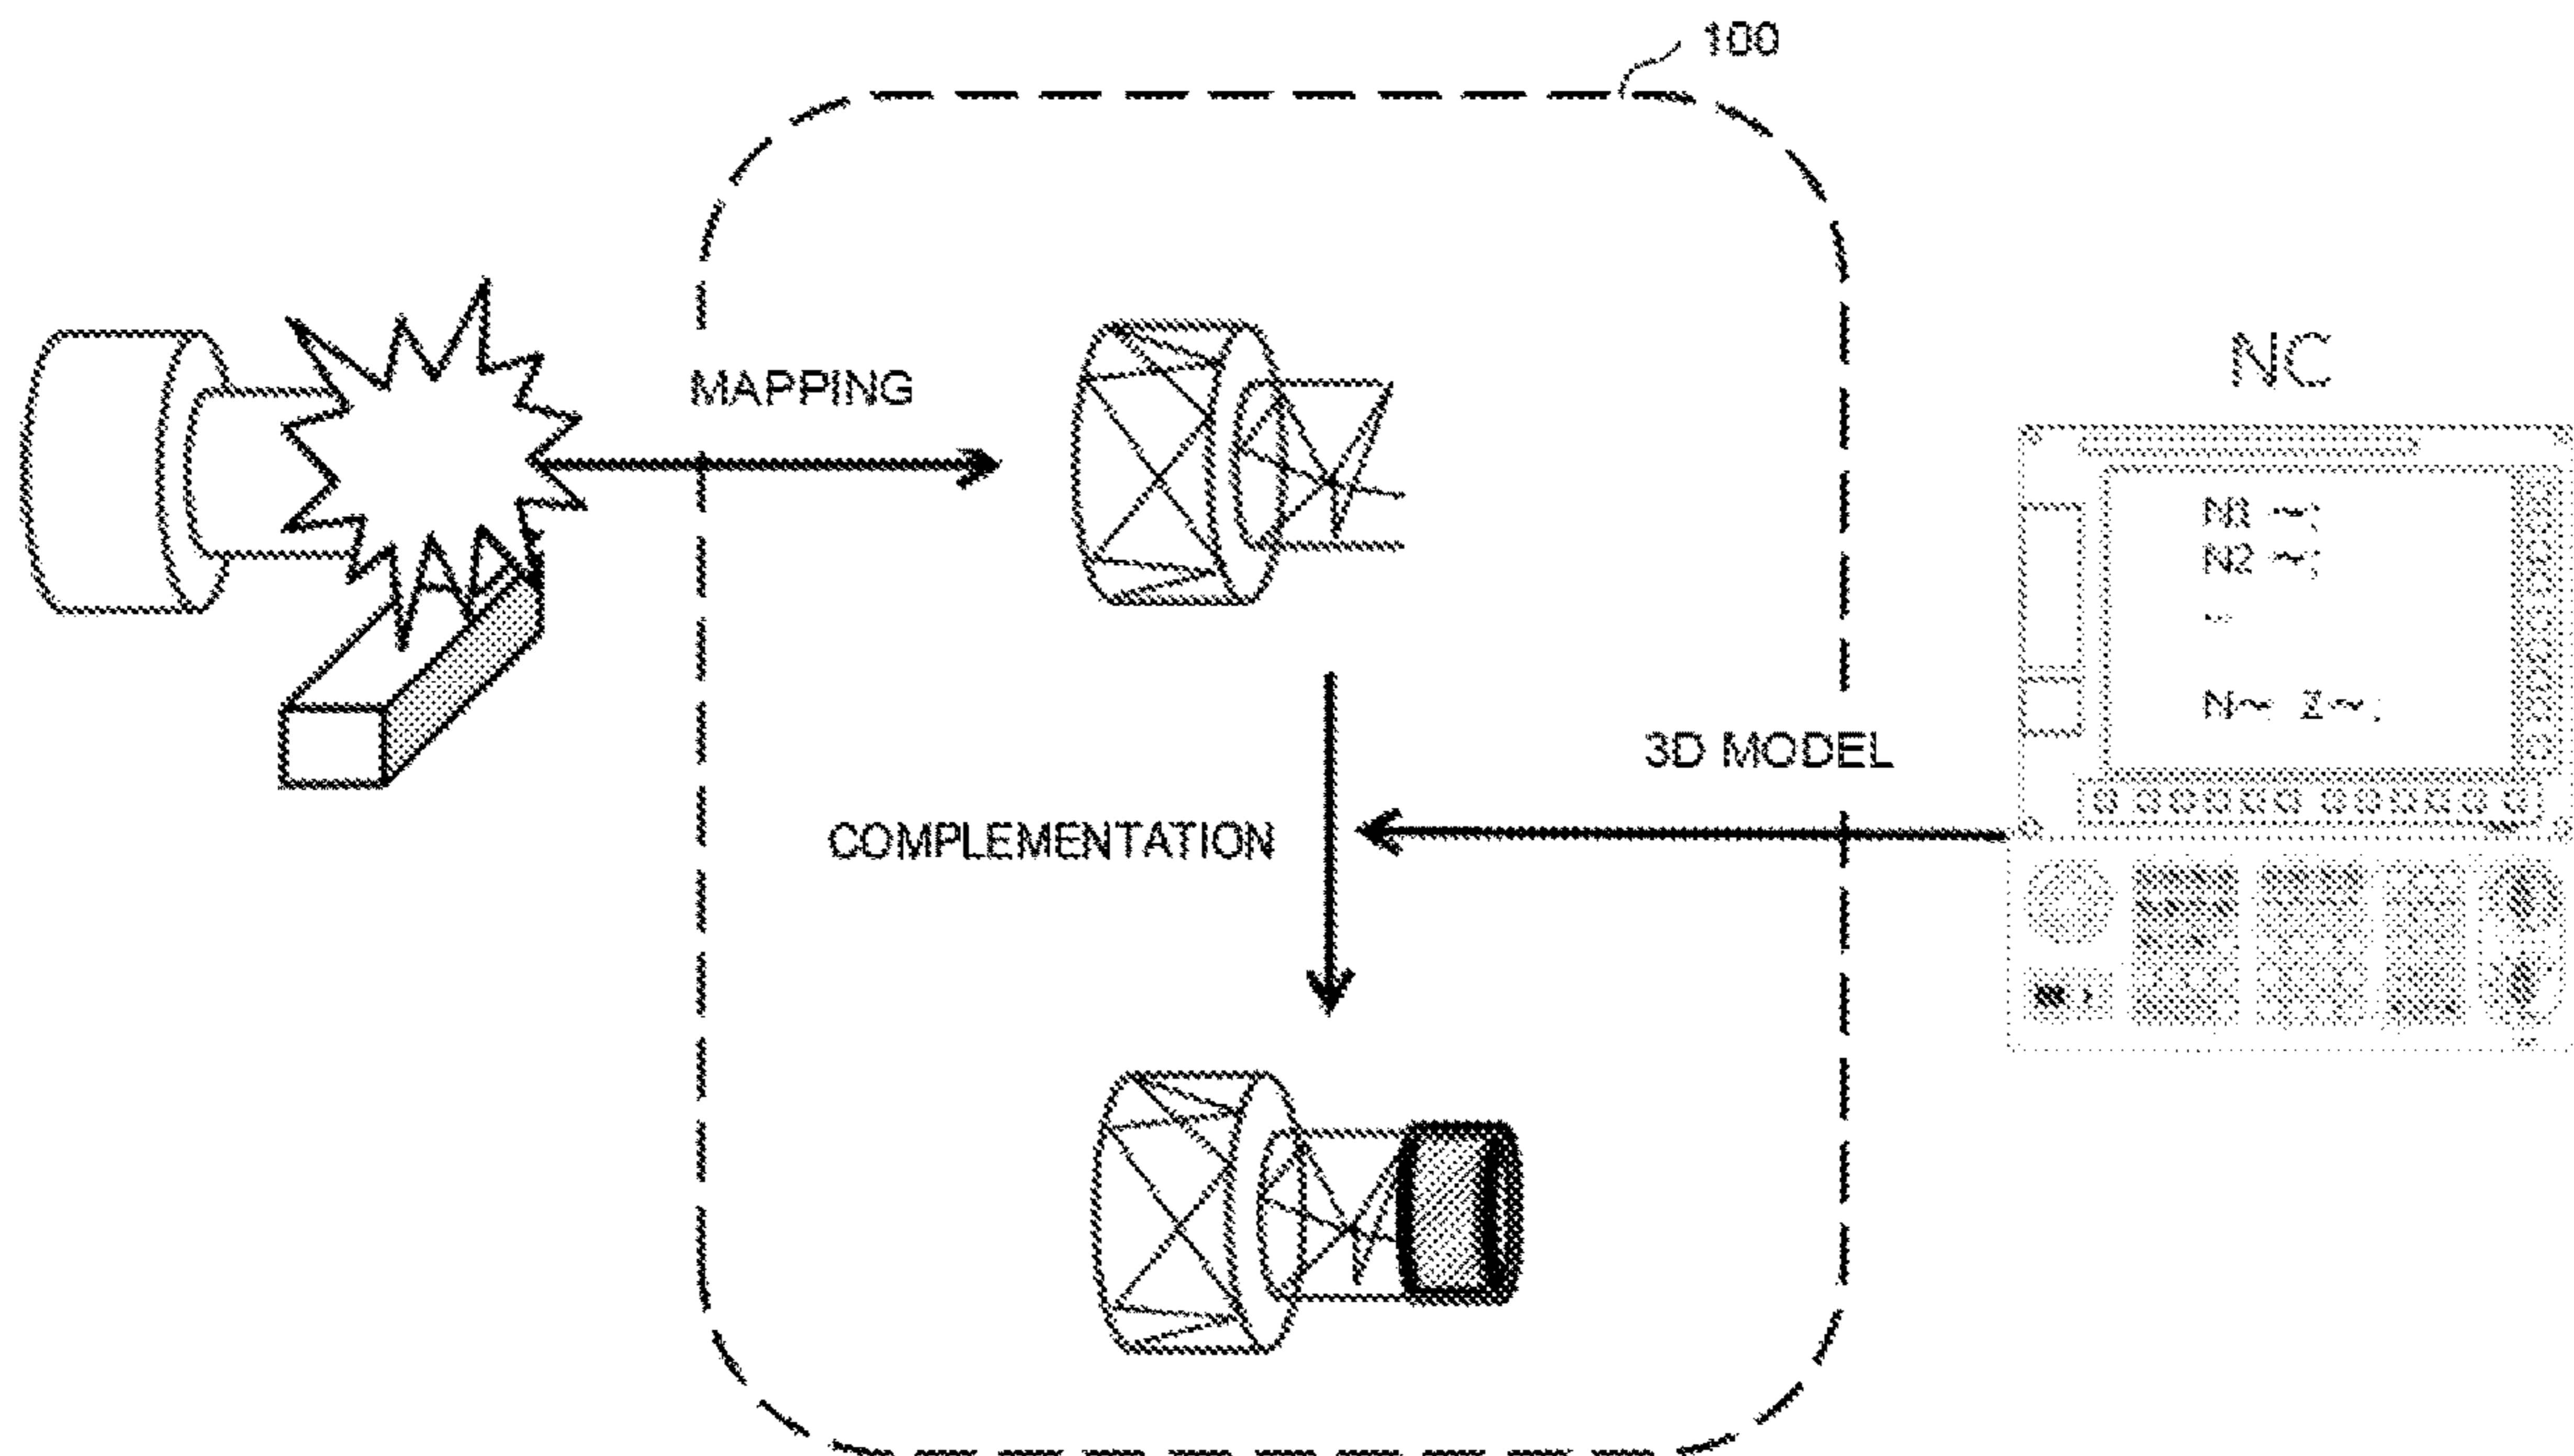 100
MAPPING
NC
N1 ~;
N2 ~;
N~ Z~;
3D MODEL
COMPLEMENTATION